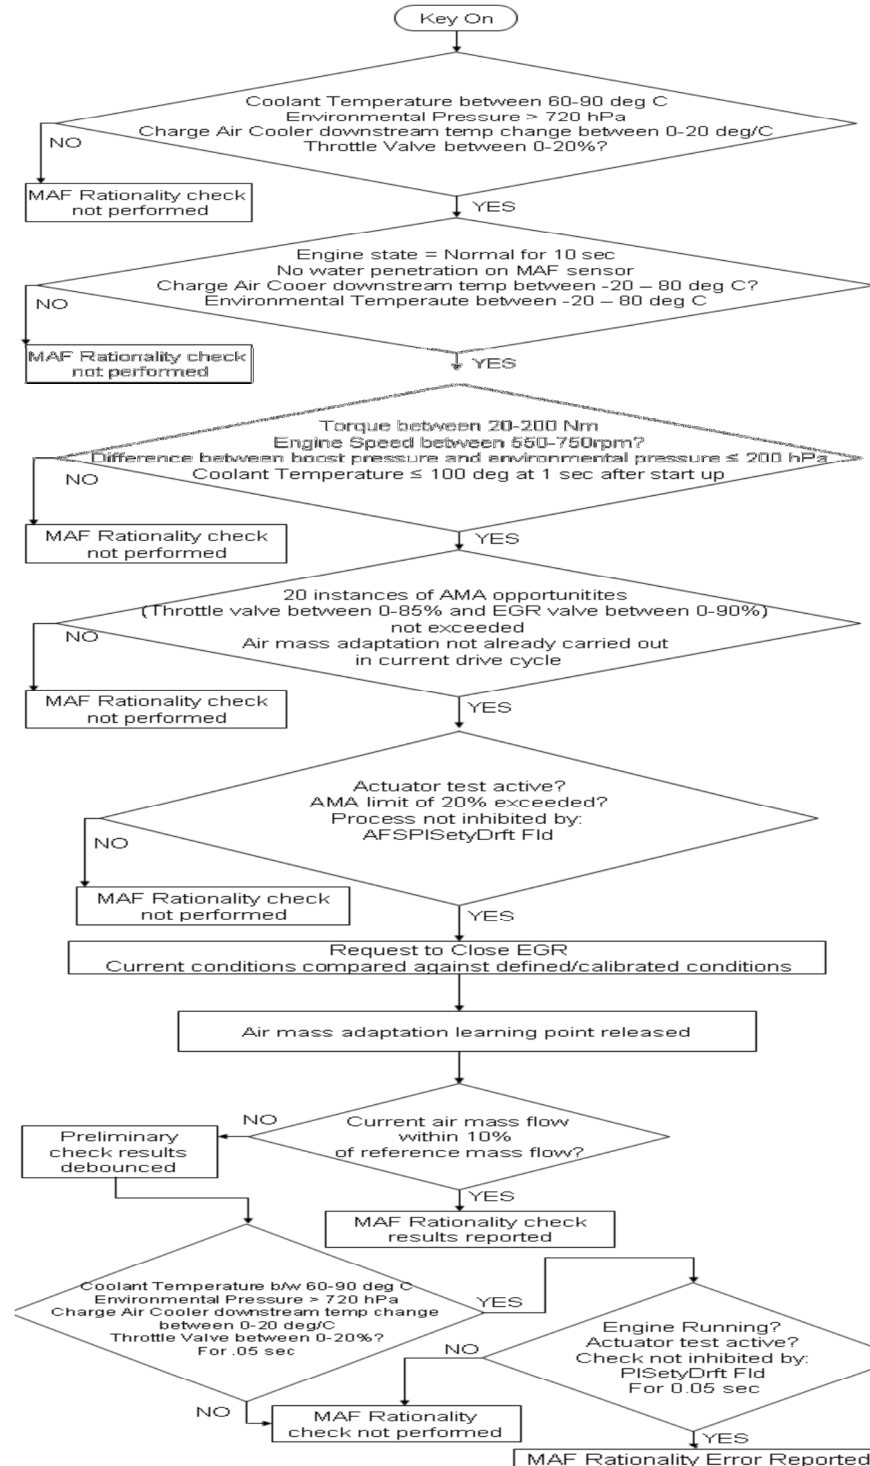 Key On
Coolant Temperature between 60-90 deg C
Environmental Pressure > 720 hPa
Charge Air Cooler downstream temp change between 0-20 deg/C
Throttle Valve between 0-20%?
NO
MAF Rationality check
not performed
YES
Engine state = Normal for 10 sec
No water penetration on MAF sensor
Charge Air Cooer downstream temp between -20 – 80 deg C?
Environmental Temperaute between -20 – 80 deg C
NO
MAF Rationality check
not performed
YES
Torque between 20-200 Nm
Engine Speed between 550-750rpm?
Difference between boost pressure and environmental pressure ≤ 200 hPa
Coolant Temperature ≤ 100 deg at 1 sec after start up
NO
MAF Rationality check
not performed
YES
20 instances of AMA opportunitites
(Throttle valve between 0-85% and EGR valve between 0-90%)
not exceeded
Air mass adaptation not already carried out
in current drive cycle
NO
MAF Rationality check
not performed
YES
Actuator test active?
AMA limit of 20% exceeded?
Process not inhibited by:
AFSPlSetyDrft Fld
NO
MAF Rationality check
not performed
YES
Request to Close EGR
Current conditions compared against defined/calibrated conditions
Air mass adaptation learning point released
Current air mass flow
within 10%
of reference mass flow?
NO
Preliminary
check results
debounced
YES
MAF Rationality check
results reported
Coolant Temperature b/w 60-90 deg C
Environmental Pressure > 720 hPa
Charge Air Cooler downstream temp change
between 0-20 deg/C
Throttle Valve between 0-20%?
For .05 sec
YES
Engine Running?
Actuator test active?
Check not inhibited by:
PlSetyDrft Fld
For 0.05 sec
NO
NO
MAF Rationality
check not performed
YES
MAF Rationality Error Reported